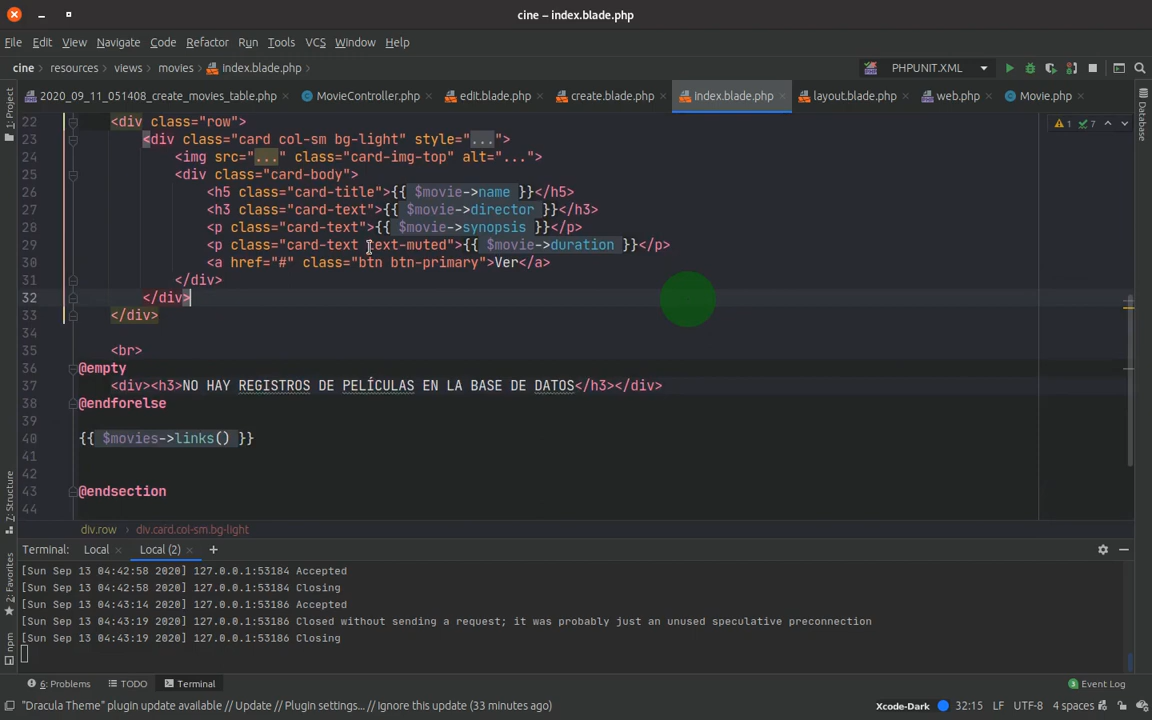 cine – index.blade.php
File Edit View Navigate Code Refactor Run Tools VCS Window Help
cine resources views movies index.blade.php PHPUNIT.XML
2020_09_11_051408_create_movies_table.php MovieController.php edit.blade.php create.blade.php index.blade.php layout.blade.php web.php Movie.php
1: Project
Database
1 7
22 <div class="row">
23 <div class="card col-sm bg-light" style="...">
24 <img src="..." class="card-img-top" alt="...">
25 <div class="card-body">
26 <h5 class="card-title">{{ $movie->name }}</h5>
27 <h3 class="card-text">{{ $movie->director }}</h3>
28 <p class="card-text">{{ $movie->synopsis }}</p>
29 <p class="card-text text-muted">{{ $movie->duration }}</p>
30 <a href="#" class="btn btn-primary">Ver</a>
31 </div>
32 </div>
33 </div>
34
35 <br>
36 @empty
37 <div><h3>NO HAY REGISTROS DE PELÍCULAS EN LA BASE DE DATOS</h3></div>
38 @endforelse
39
40 {{ $movies->links() }}
41
42
43 @endsection
44
div.row div.card.col-sm.bg-light
Z: Structure
2: Favorites
npm
Terminal: Local Local (2) +
[Sun Sep 13 04:42:58 2020] 127.0.0.1:53184 Accepted
[Sun Sep 13 04:42:58 2020] 127.0.0.1:53184 Closing
[Sun Sep 13 04:43:14 2020] 127.0.0.1:53186 Accepted
[Sun Sep 13 04:43:19 2020] 127.0.0.1:53186 Closed without sending a request; it was probably just an unused speculative preconnection
[Sun Sep 13 04:43:19 2020] 127.0.0.1:53186 Closing
6: Problems TODO Terminal 3 Event Log
"Dracula Theme" plugin update available // Update // Plugin settings... // Ignore this update (33 minutes ago) Xcode-Dark 32:15 LF UTF-8 4 spaces